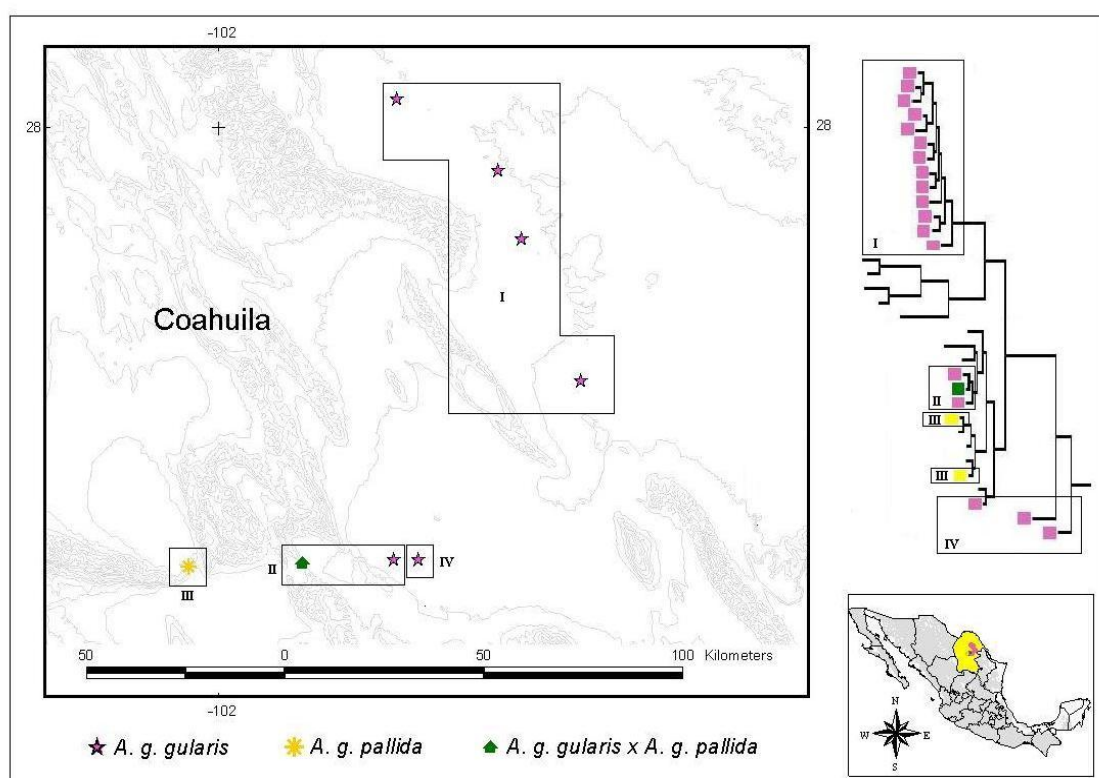 -102
28
28
I
I
Coahuila
II
III
III
IV
II
IV
III
50 0 50 100 Kilometers
-102
N
W E
S
A. g. gularis A. g. pallida A. g. gularis x A. g. pallida